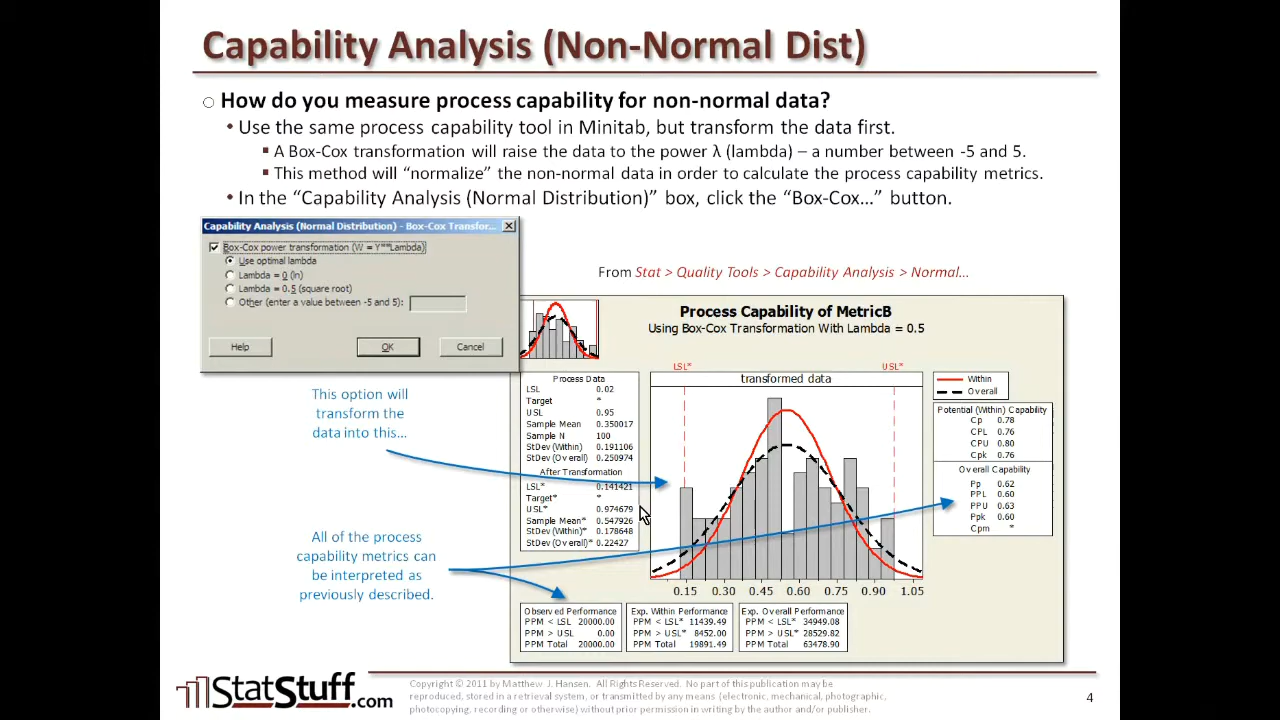 Capability Analysis (Non-Normal Dist)
How do you measure process capability for non-normal data?
• Use the same process capability tool in Minitab, but transform the data first.
▪ A Box-Cox transformation will raise the data to the power λ (lambda) – a number between -5 and 5.
▪ This method will “normalize” the non-normal data in order to calculate the process capability metrics.
• In the “Capability Analysis (Normal Distribution)” box, click the “Box-Cox…” button.
Capability Analysis (Normal Distribution) - Box-Cox Transfor...
Box-Cox power transformation (W = Y**Lambda)
Use optimal lambda
Lambda = 0 (ln)
Lambda = 0.5 (square root)
Other (enter a value between -5 and 5):
Help
OK
Cancel
From Stat > Quality Tools > Capability Analysis > Normal…
Process Capability of MetricB
Using Box-Cox Transformation With Lambda = 0.5
LSL*
USL*
transformed data
Within
Overall
Process Data
LSL 0.02
Target *
USL 0.95
Sample Mean 0.350017
Sample N 100
StDev (Within) 0.191106
StDev (Overall) 0.250974
After Transformation
LSL* 0.141421
Target* *
USL* 0.974679
Sample Mean* 0.547926
StDev (Within)* 0.178648
StDev (Overall)* 0.22427
Potential (Within) Capability
Cp 0.78
CPL 0.76
CPU 0.80
Cpk 0.76
Overall Capability
Pp 0.62
PPL 0.60
PPU 0.63
Ppk 0.60
Cpm *
0.15 0.30 0.45 0.60 0.75 0.90 1.05
This option will
transform the
data into this…
All of the process
capability metrics can
be interpreted as
previously described.
Observed Performance
PPM < LSL 20000.00
PPM > USL 0.00
PPM Total 20000.00
Exp. Within Performance
PPM < LSL* 11439.49
PPM > USL* 8452.00
PPM Total 19891.49
Exp. Overall Performance
PPM < LSL* 34949.08
PPM > USL* 28529.82
PPM Total 63478.90
StatStuff.com
Copyright © 2011 by Matthew J. Hansen. All Rights Reserved. No part of this publication may be
reproduced, stored in a retrieval system, or transmitted by any means (electronic, mechanical, photographic,
photocopying, recording or otherwise) without prior permission in writing by the author and/or publisher.
4